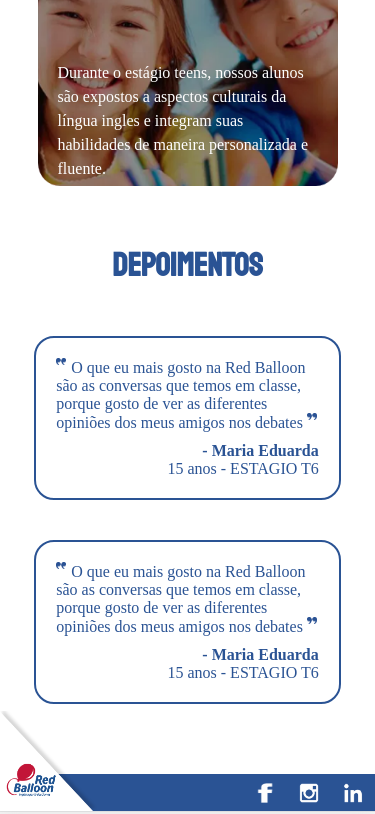 Durante o estágio teens, nossos alunos
são expostos a aspectos culturais da
língua ingles e integram suas
habilidades de maneira personalizada e
fluente.
DEPOIMENTOS
❞ O que eu mais gosto na Red Balloon
são as conversas que temos em classe,
porque gosto de ver as diferentes
opiniões dos meus amigos nos debates ❞
- Maria Eduarda
15 anos - ESTAGIO T6
❞ O que eu mais gosto na Red Balloon
são as conversas que temos em classe,
porque gosto de ver as diferentes
opiniões dos meus amigos nos debates ❞
- Maria Eduarda
15 anos - ESTAGIO T6
Red
Balloon